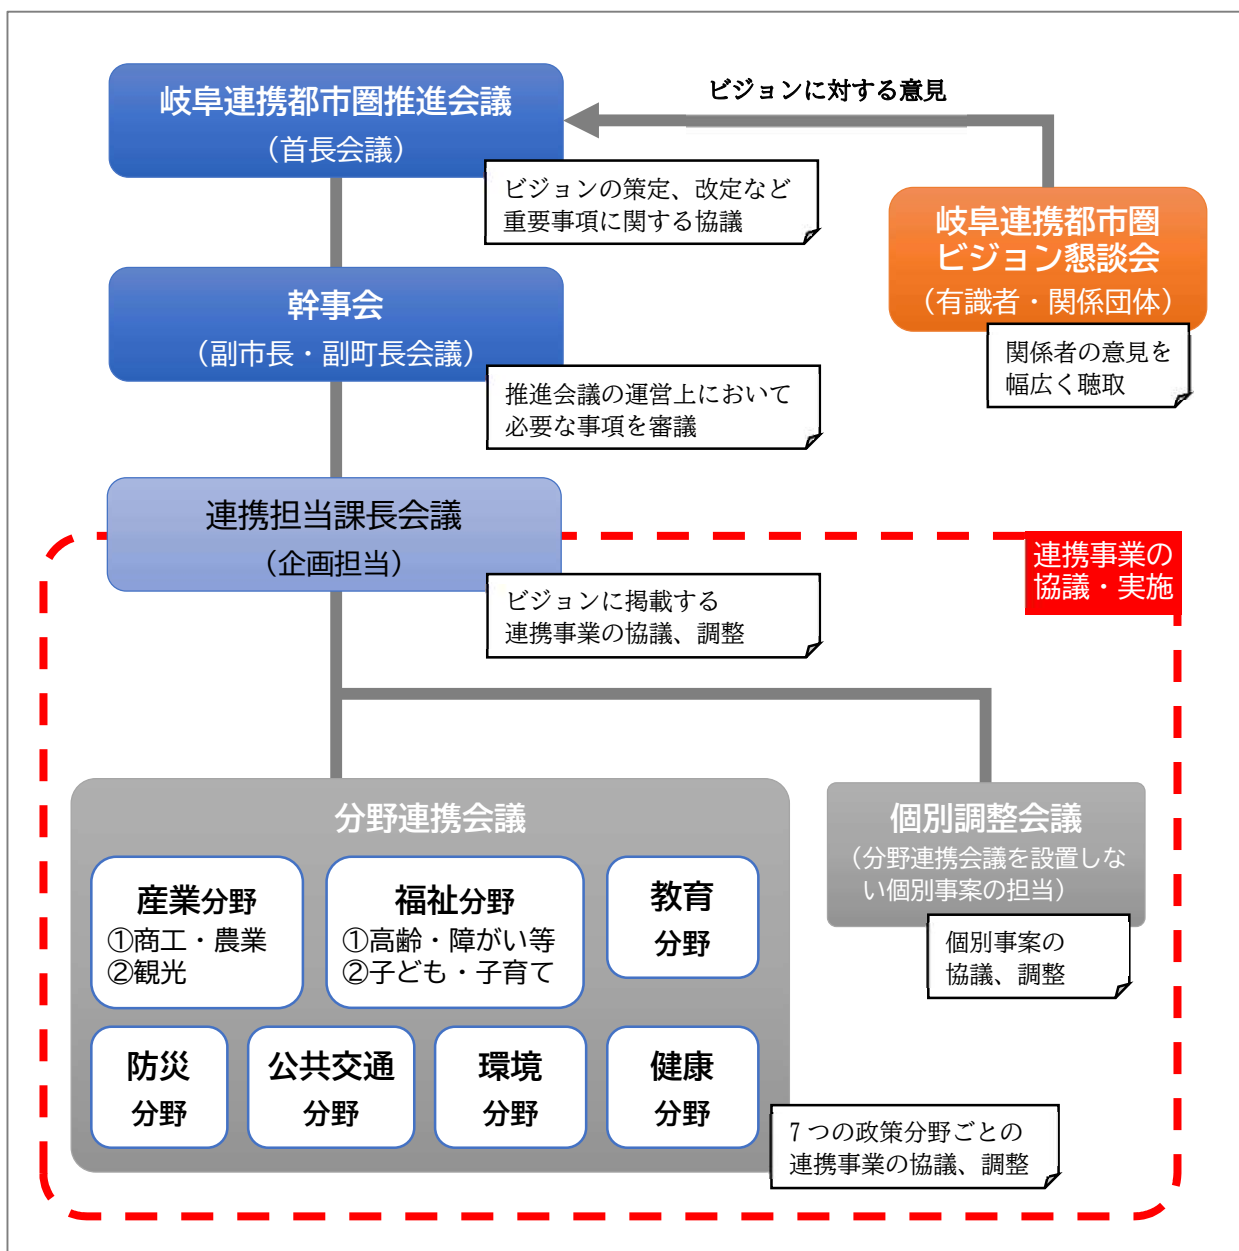 岐阜連携都市圏推進会議
（首長会議）
ビジョンに対する意見
ビジョンの策定、改定など
重要事項に関する協議
岐阜連携都市圏
ビジョン懇談会
（有識者・関係団体）
関係者の意見を
幅広く聴取
幹事会
（副市長・副町長会議）
推進会議の運営上において
必要な事項を審議
連携担当課長会議
（企画担当）
ビジョンに掲載する
連携事業の協議、調整
連携事業の
協議・実施
分野連携会議
産業分野
①商工・農業
②観光
福祉分野
①高齢・障がい等
②子ども・子育て
教育
分野
防災
分野
公共交通
分野
環境
分野
健康
分野
7つの政策分野ごとの
連携事業の協議、調整
個別調整会議
（分野連携会議を設置しな
い個別事案の担当）
個別事案の
協議、調整